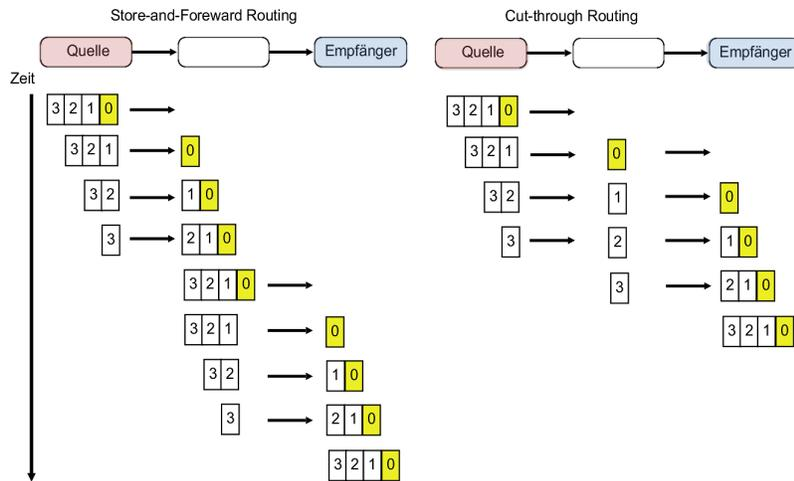 Store-and-Foreward Routing
Cut-through Routing
Quelle
Empfänger
Quelle
Empfänger
Zeit
3 2 1 0
3 2 1 0
3 2 1
0
3 2 1
0
3 2
1 0
3 2
1
0
3
2 1 0
3
2
1 0
3 2 1 0
3
2 1 0
3 2 1
0
3 2 1 0
3 2
1 0
3
2 1 0
3 2 1 0